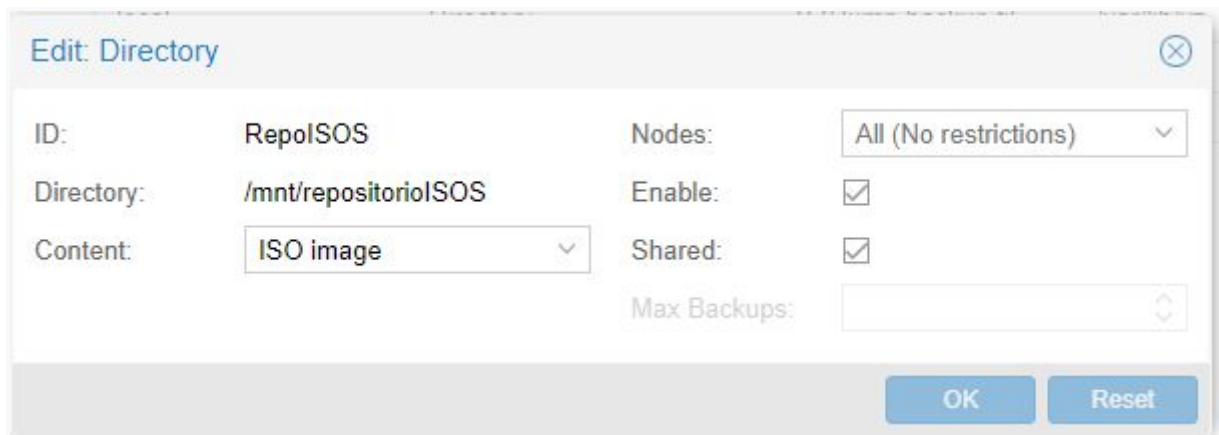 Edit: Directory
ID: RepoISOS
Nodes: All (No restrictions)
Directory: /mnt/repositorioISOS
Enable:
Content: ISO image
Shared:
Max Backups:
OK Reset